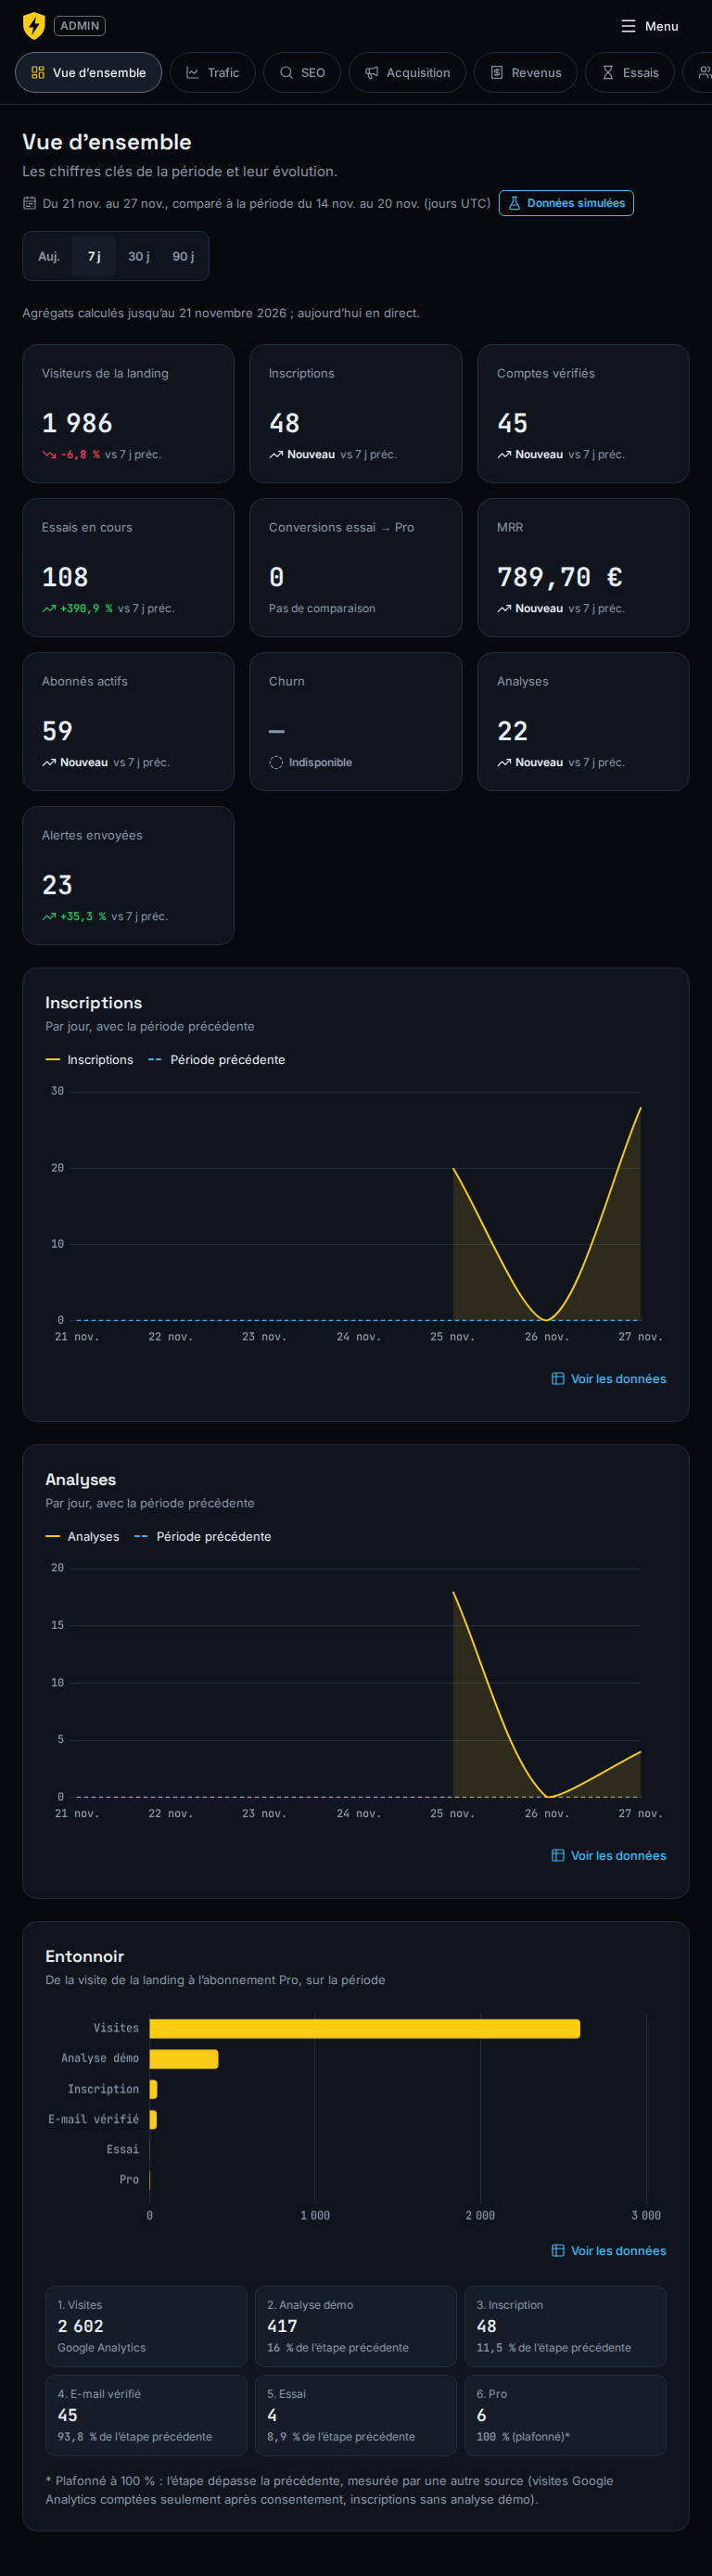 ADMIN
Menu
Vue d’ensemble
Trafic
SEO
Acquisition
Revenus
Essais
Vue d’ensemble
Les chiffres clés de la période et leur évolution.
Du 21 nov. au 27 nov., comparé à la période du 14 nov. au 20 nov. (jours UTC)
Données simulées
Auj.
7 j
30 j
90 j
Agrégats calculés jusqu’au 21 novembre 2026 ; aujourd’hui en direct.
Visiteurs de la landing
1 986
-6,8 % vs 7 j préc.
Inscriptions
48
Nouveau vs 7 j préc.
Comptes vérifiés
45
Nouveau vs 7 j préc.
Essais en cours
108
+390,9 % vs 7 j préc.
Conversions essai → Pro
0
Pas de comparaison
MRR
789,70 €
Nouveau vs 7 j préc.
Abonnés actifs
59
Nouveau vs 7 j préc.
Churn
—
Indisponible
Analyses
22
Nouveau vs 7 j préc.
Alertes envoyées
23
+35,3 % vs 7 j préc.
Inscriptions
Par jour, avec la période précédente
Inscriptions
Période précédente
30
20
10
0
21 nov.
22 nov.
23 nov.
24 nov.
25 nov.
26 nov.
27 nov.
Voir les données
Analyses
Par jour, avec la période précédente
Analyses
Période précédente
20
15
10
5
0
21 nov.
22 nov.
23 nov.
24 nov.
25 nov.
26 nov.
27 nov.
Voir les données
Entonnoir
De la visite de la landing à l’abonnement Pro, sur la période
Visites
Analyse démo
Inscription
E-mail vérifié
Essai
Pro
0
1 000
2 000
3 000
Voir les données
1. Visites
2 602
Google Analytics
2. Analyse démo
417
16 % de l’étape précédente
3. Inscription
48
11,5 % de l’étape précédente
4. E-mail vérifié
45
93,8 % de l’étape précédente
5. Essai
4
8,9 % de l’étape précédente
6. Pro
6
100 % (plafonné)*
* Plafonné à 100 % : l’étape dépasse la précédente, mesurée par une autre source (visites Google
Analytics comptées seulement après consentement, inscriptions sans analyse démo).